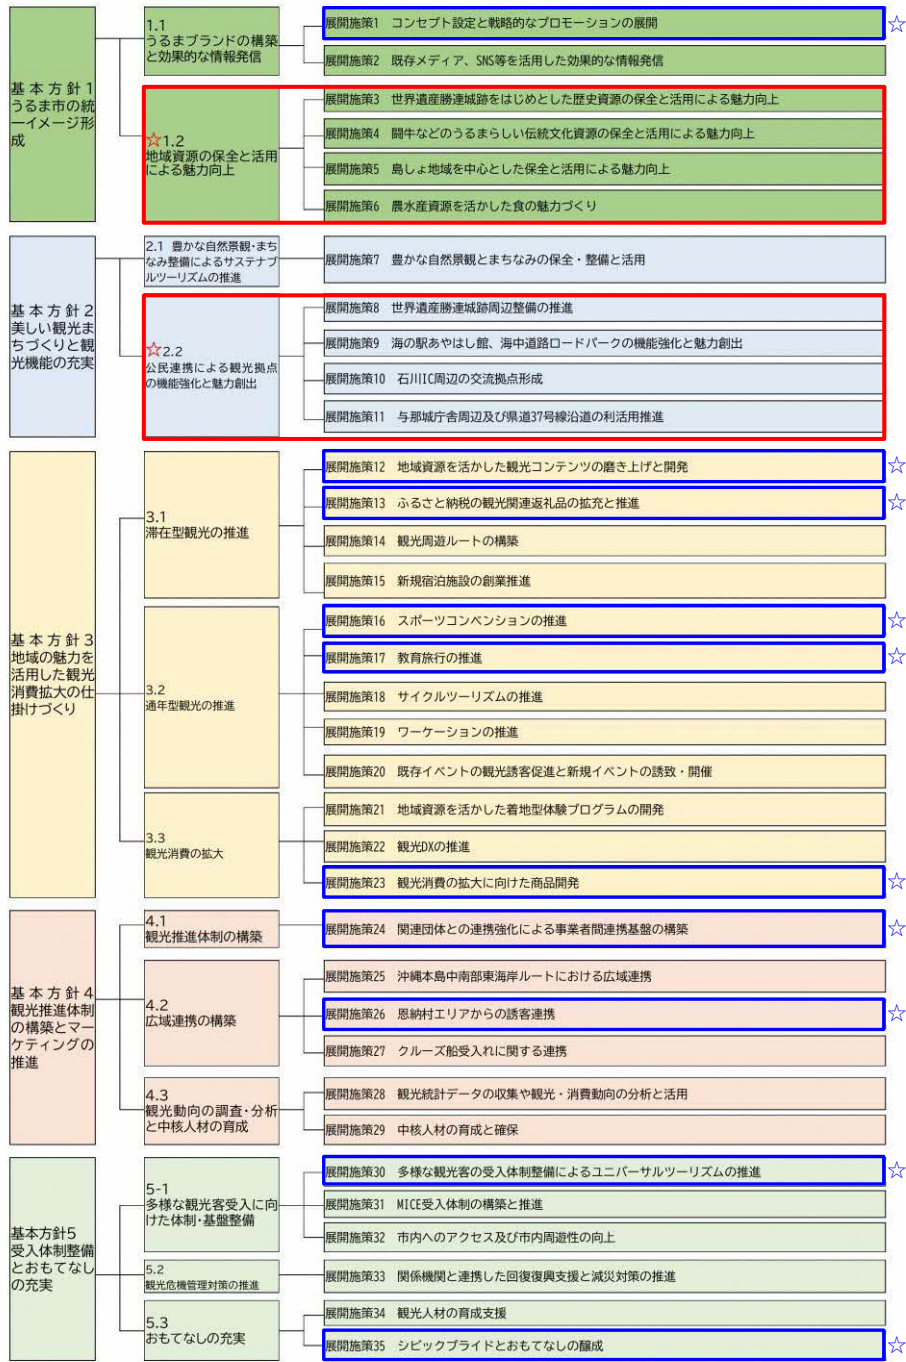 基本方針1
うるま市の統
一イメージ形
成
1.1
うるまブランドの構築
と効果的な情報発信
展開施策1 コンセプト設定と戦略的なプロモーションの展開
☆
展開施策2 既存メディア、SNS等を活用した効果的な情報発信
☆1.2
地域資源の保全と活用
による魅力向上
展開施策3 世界遺産勝連城跡をはじめとした歴史資源の保全と活用による魅力向上
展開施策4 闘牛などのうるまらしい伝統文化資源の保全と活用による魅力向上
展開施策5 島しょ地域を中心とした保全と活用による魅力向上
展開施策6 農水産資源を活かした食の魅力づくり
基本方針2
美しい観光ま
ちづくりと観
光機能の充実
2.1 豊かな自然景観・まち
なみ整備によるサステナブ
ルツーリズムの推進
展開施策7 豊かな自然景観とまちなみの保全・整備と活用
☆2.2
公民連携による観光拠点
の機能強化と魅力創出
展開施策8 世界遺産勝連城跡周辺整備の推進
展開施策9 海の駅あやはし館、海中道路ロードパークの機能強化と魅力創出
展開施策10 石川IC周辺の交流拠点形成
展開施策11 与那城庁舎周辺及び県道37号線沿道の利活用推進
基本方針3
地域の魅力を
活用した観光
消費拡大の仕
掛けづくり
3.1
滞在型観光の推進
展開施策12 地域資源を活かした観光コンテンツの磨き上げと開発
☆
展開施策13 ふるさと納税の観光関連返礼品の拡充と推進
☆
展開施策14 観光周遊ルートの構築
展開施策15 新規宿泊施設の創業推進
3.2
通年型観光の推進
展開施策16 スポーツコンベンションの推進
☆
展開施策17 教育旅行の推進
☆
展開施策18 サイクルツーリズムの推進
展開施策19 ワーケーションの推進
展開施策20 既存イベントの観光誘客促進と新規イベントの誘致・開催
3.3
観光消費の拡大
展開施策21 地域資源を活かした着地型体験プログラムの開発
展開施策22 観光DXの推進
展開施策23 観光消費の拡大に向けた商品開発
☆
基本方針4
観光推進体制
の構築とマー
ケティングの
推進
4.1
観光推進体制の構築
展開施策24 関連団体との連携強化による事業者間連携基盤の構築
☆
4.2
広域連携の構築
展開施策25 沖縄本島中南部東海岸ルートにおける広域連携
展開施策26 恩納村エリアからの誘客連携
☆
展開施策27 クルーズ船受入れに関する連携
4.3
観光動向の調査・分析
と中核人材の育成
展開施策28 観光統計データの収集や観光・消費動向の分析と活用
展開施策29 中核人材の育成と確保
基本方針5
受入体制整備
とおもてなし
の充実
5-1
多様な観光客受入に向
けた体制・基盤整備
展開施策30 多様な観光客の受入体制整備によるユニバーサルツーリズムの推進
☆
展開施策31 MICE受入体制の構築と推進
展開施策32 市内へのアクセス及び市内周遊性の向上
5.2
観光危機管理対策の推進
展開施策33 関係機関と連携した回復復興支援と減災対策の推進
5.3
おもてなしの充実
展開施策34 観光人材の育成支援
展開施策35 シビックプライドとおもてなしの醸成
☆